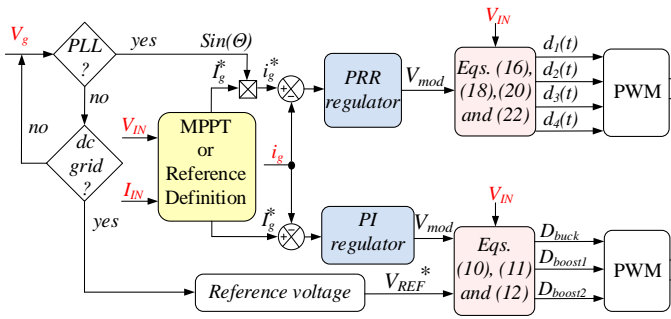 V_g
PLL
?
yes
Sin(Θ)
no
no
dc
grid
?
yes
V_IN
I_IN
MPPT
or
Reference
Definition
I_g^*
i_g^*
i_g
I_g^*
+
−
+
−
PRR
regulator
V_mod
V_IN
Eqs. (16),
(18),(20)
and (22)
d_1(t)
d_2(t)
d_3(t)
d_4(t)
PWM
PI
regulator
V_mod
V_IN
Eqs.
(10), (11)
and (12)
D_buck
D_boost1
D_boost2
PWM
Reference voltage
V_REF^*